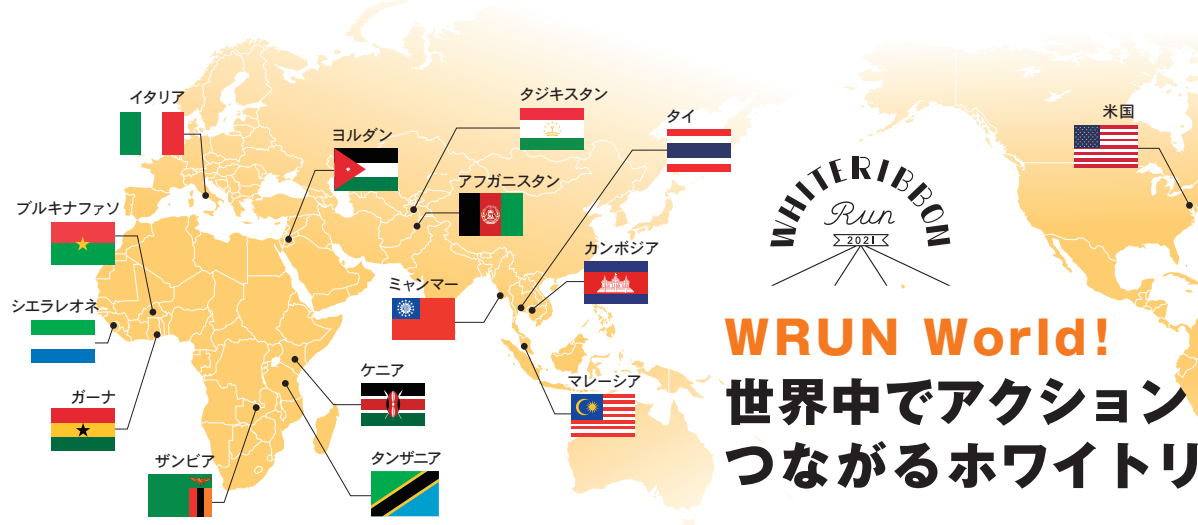 イタリア
タジキスタン
タイ
米国
ヨルダン
アフガニスタン
ブルキナファソ
カンボジア
ミャンマー
シエラレオネ
ケニア
マレーシア
ガーナ
ザンビア
タンザニア
WHITERIBBON
Run
2021
WRUN World!
世界中でアクション
つながるホワイトリ